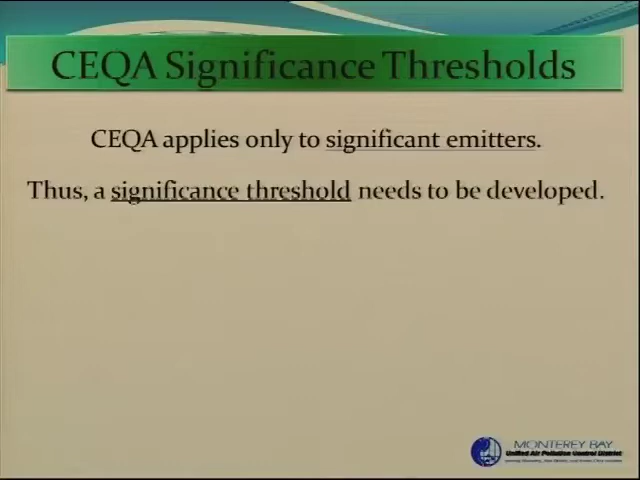 CEQA Significance Thresholds
CEQA applies only to significant emitters.
Thus, a significance threshold needs to be developed.
MONTEREY BAY
Unified Air Pollution Control District